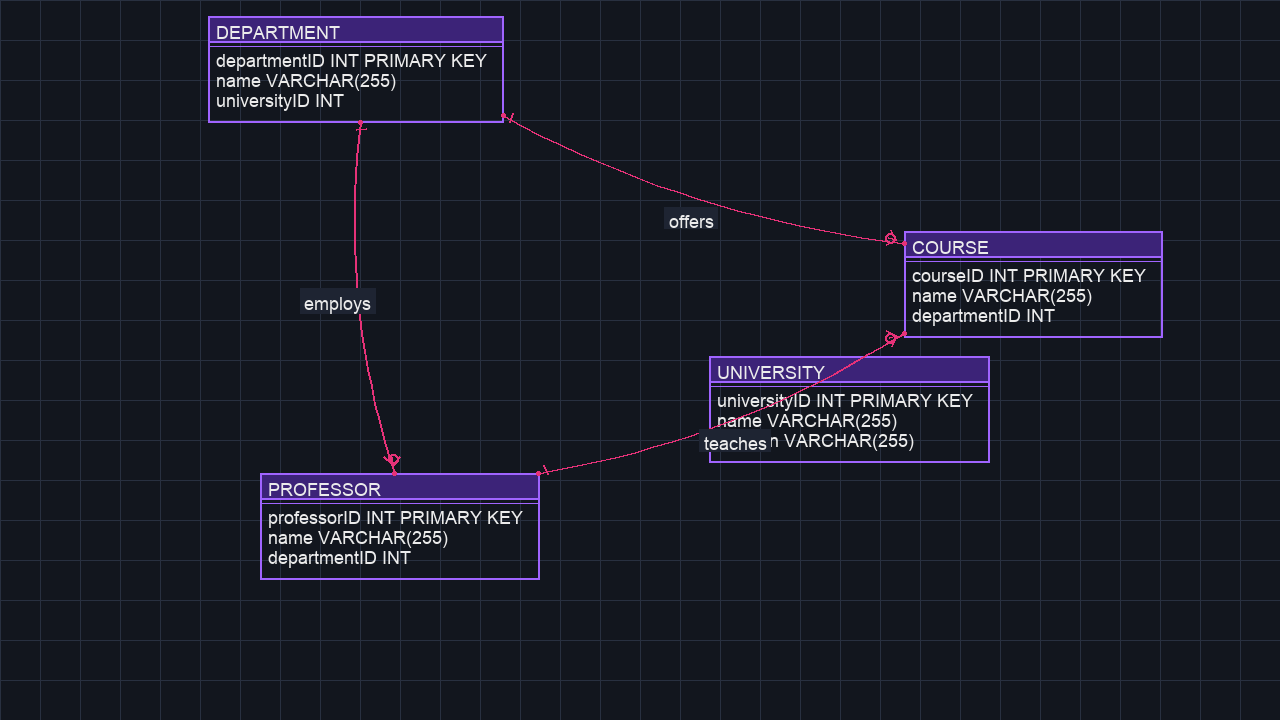 DEPARTMENT
departmentID INT PRIMARY KEY
name VARCHAR(255)
universityID INT
offers
COURSE
courseID INT PRIMARY KEY
name VARCHAR(255)
departmentID INT
employs
UNIVERSITY
universityID INT PRIMARY KEY
name VARCHAR(255)
VARCHAR(255)
teaches
PROFESSOR
professorID INT PRIMARY KEY
name VARCHAR(255)
departmentID INT